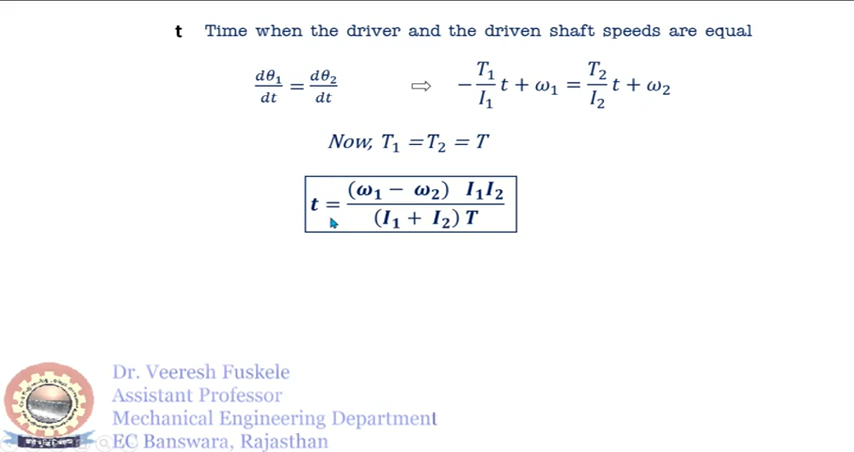 t Time when the driver and the driven shaft speeds are equal
dθ₁/dt = dθ₂/dt ⇨ −T₁/I₁ t + ω₁ = T₂/I₂ t + ω₂
Now, T₁ = T₂ = T
t = (ω₁ − ω₂) I₁I₂ / (I₁ + I₂) T
Dr. Veeresh Fuskele
Assistant Professor
Mechanical Engineering Department
EC Banswara, Rajasthan